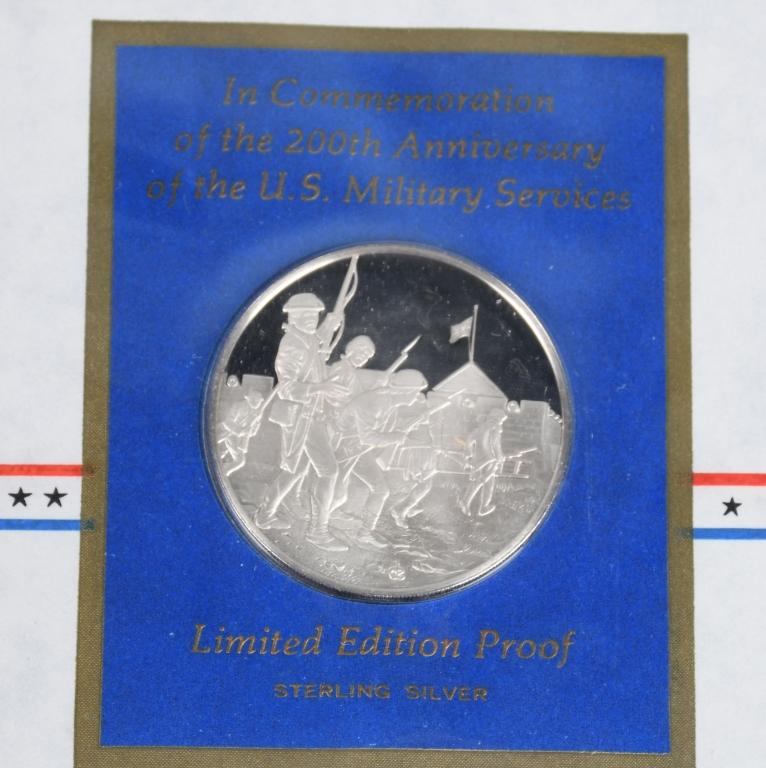 In Commemoration
of the 200th Anniversary
of the U.S. Military Services
Limited Edition Proof
STERLING SILVER